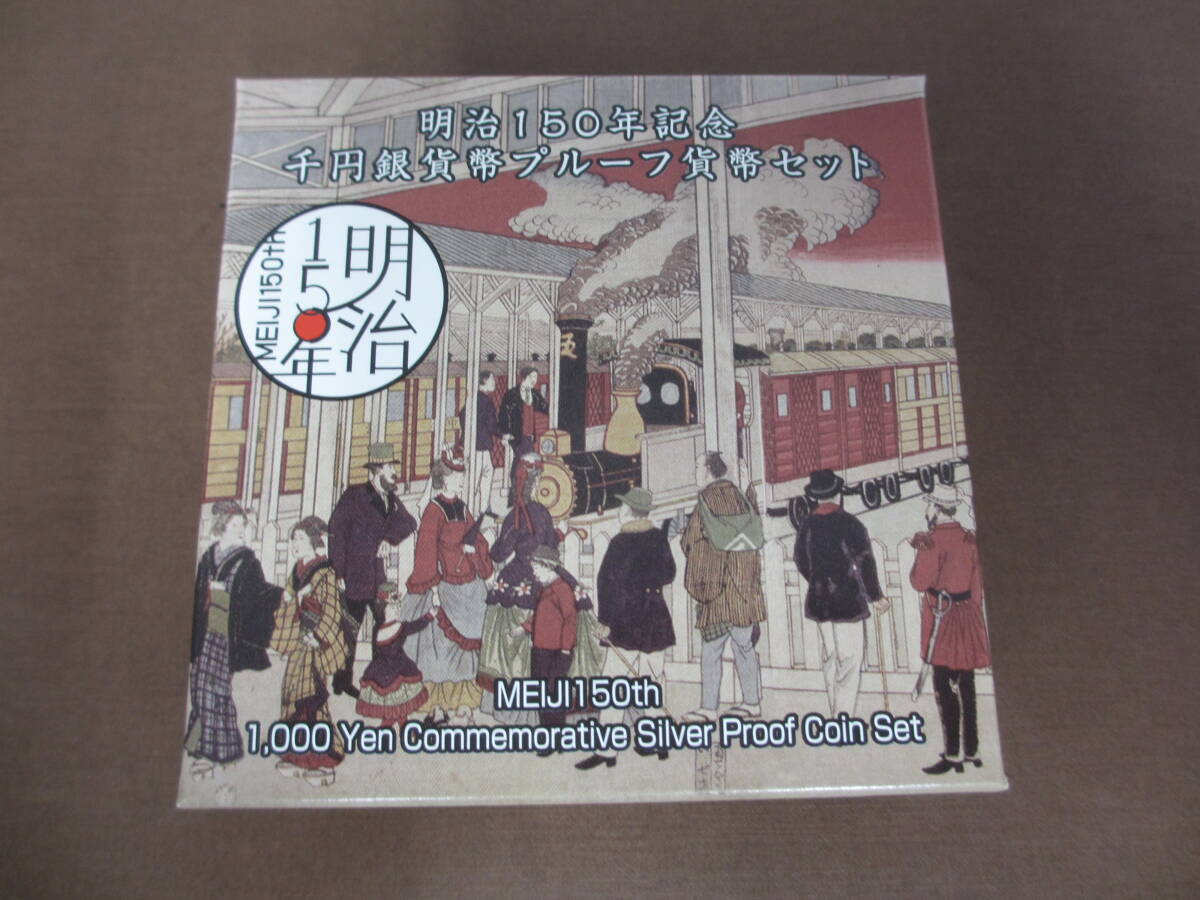 明治150年記念
千円銀貨幣プルーフ貨幣セット
明治
150年
MEIJI150th
五
MEIJI150th
1,000 Yen Commemorative Silver Proof Coin Set